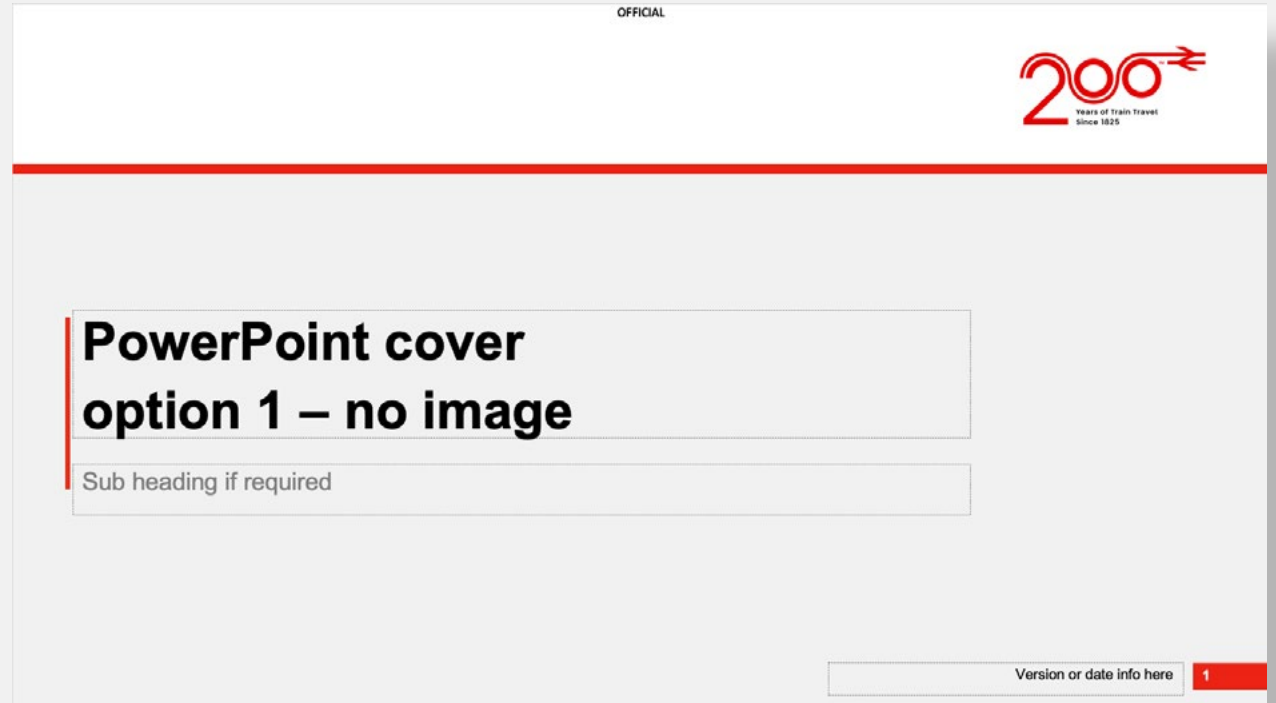 OFFICIAL
200
Years of Train Travel
Since 1825
PowerPoint cover
option 1 – no image
Sub heading if required
Version or date info here
1